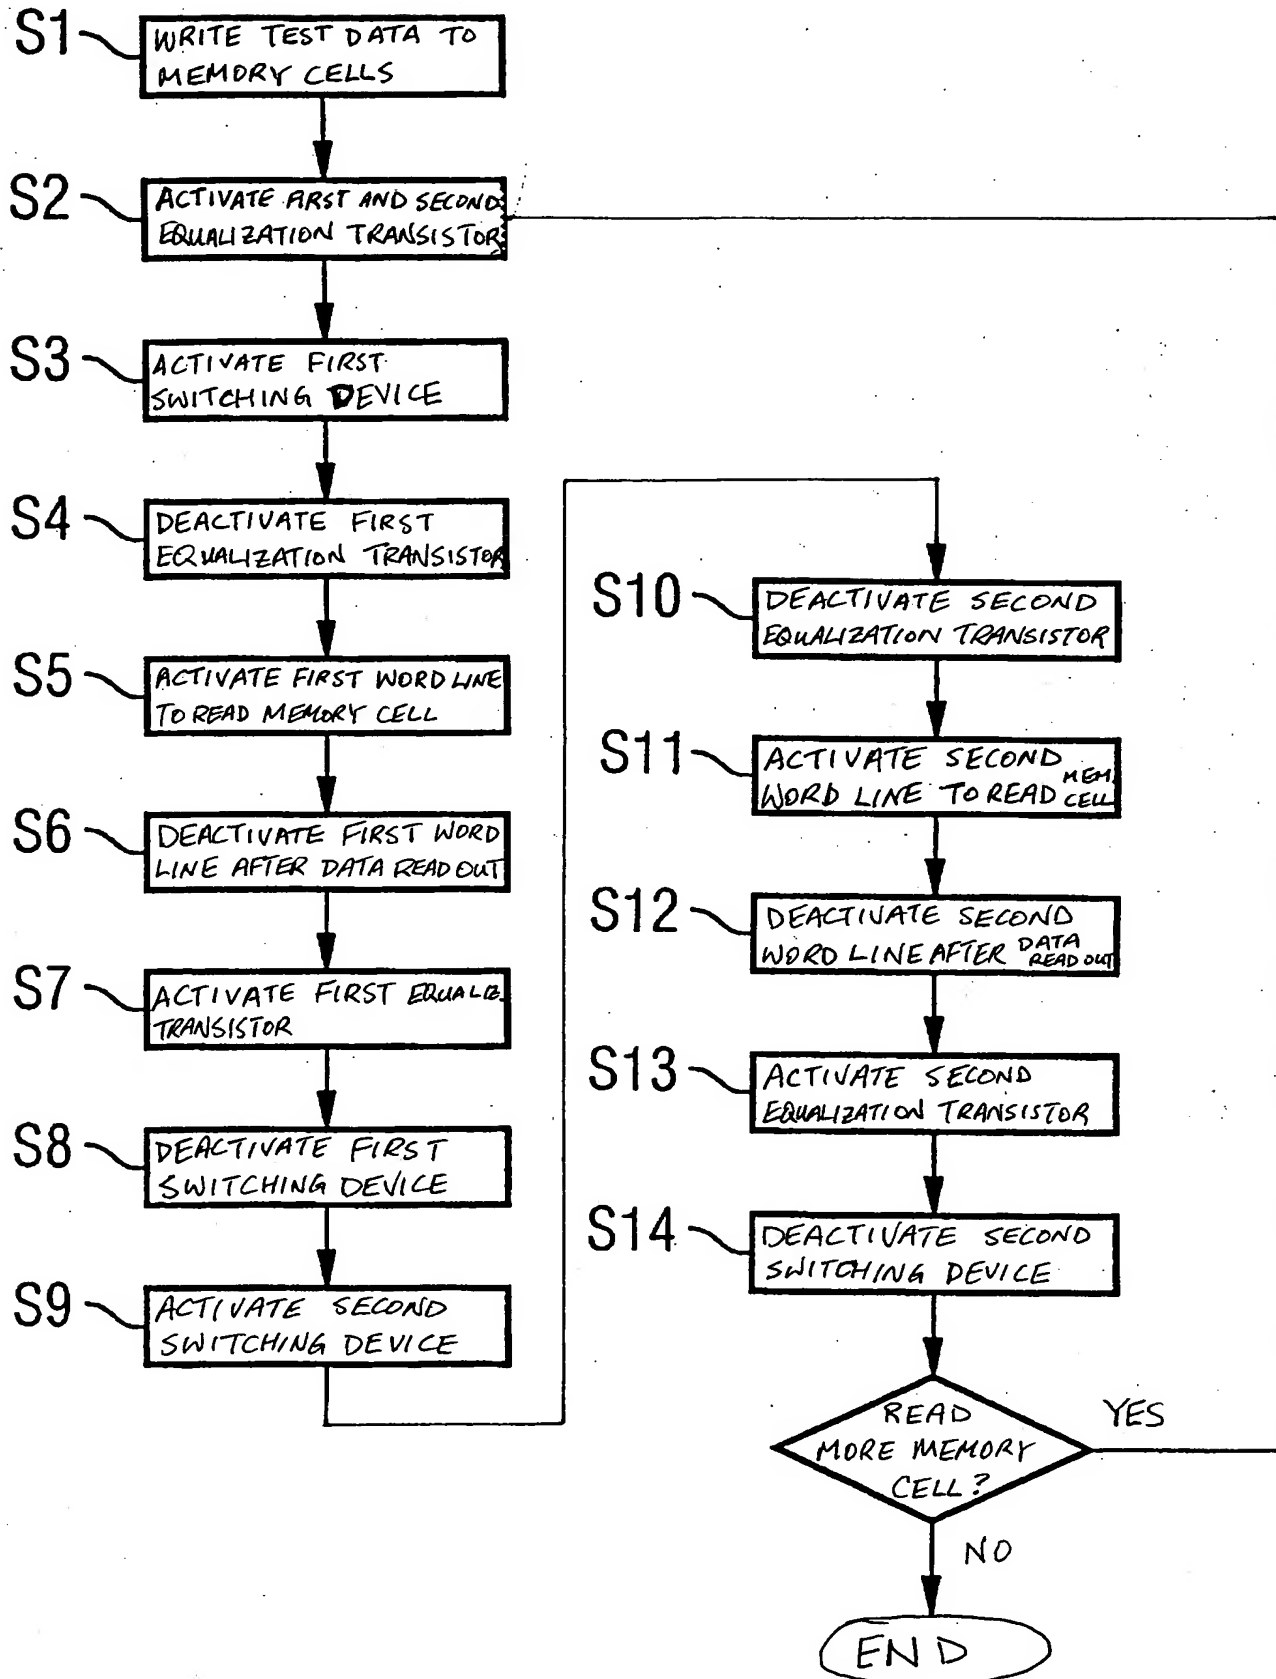 S1
WRITE TEST DATA TO
MEMORY CELLS
S2
ACTIVATE FIRST AND SECOND
EQUALIZATION TRANSISTOR
S3
ACTIVATE FIRST
SWITCHING DEVICE
S4
DEACTIVATE FIRST
EQUALIZATION TRANSISTOR
S5
ACTIVATE FIRST WORD LINE
TO READ MEMORY CELL
S6
DEACTIVATE FIRST WORD
LINE AFTER DATA READ OUT
S7
ACTIVATE FIRST EQUALIZ.
TRANSISTOR
S8
DEACTIVATE FIRST
SWITCHING DEVICE
S9
ACTIVATE SECOND
SWITCHING DEVICE
S10
DEACTIVATE SECOND
EQUALIZATION TRANSISTOR
S11
ACTIVATE SECOND
WORD LINE TO READ MEM.
CELL
S12
DEACTIVATE SECOND
WORD LINE AFTER DATA
READ OUT
S13
ACTIVATE SECOND
EQUALIZATION TRANSISTOR
S14
DEACTIVATE SECOND
SWITCHING DEVICE
READ
MORE MEMORY
CELL?
YES
NO
END